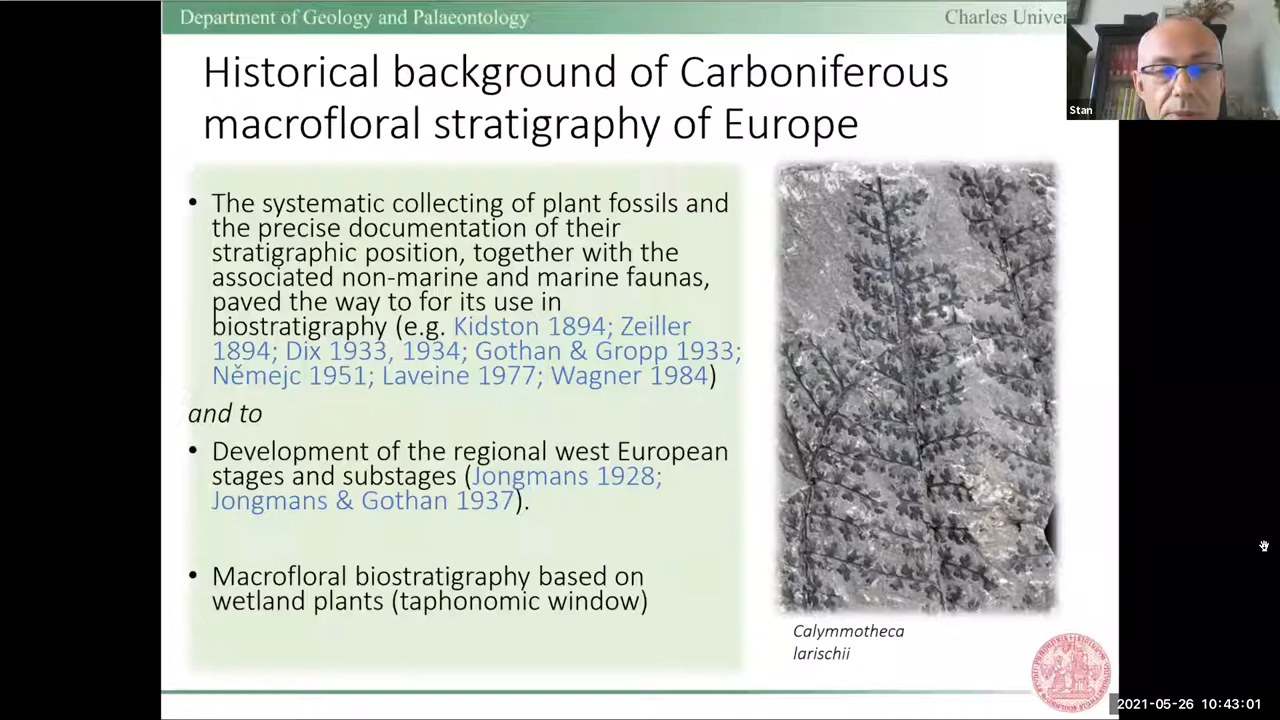 Department of Geology and Palaeontology
Charles Univer
Stan
Historical background of Carboniferous
macrofloral stratigraphy of Europe
• The systematic collecting of plant fossils and
the precise documentation of their
stratigraphic position, together with the
associated non-marine and marine faunas,
paved the way to for its use in
biostratigraphy (e.g. Kidston 1894; Zeiller
1894; Dix 1933, 1934; Gothan & Gropp 1933;
Němejc 1951; Laveine 1977; Wagner 1984)
and to
• Development of the regional west European
stages and substages (Jongmans 1928;
Jongmans & Gothan 1937).
• Macrofloral biostratigraphy based on
wetland plants (taphonomic window)
Calymmotheca
larischii
2021-05-26 10:43:01